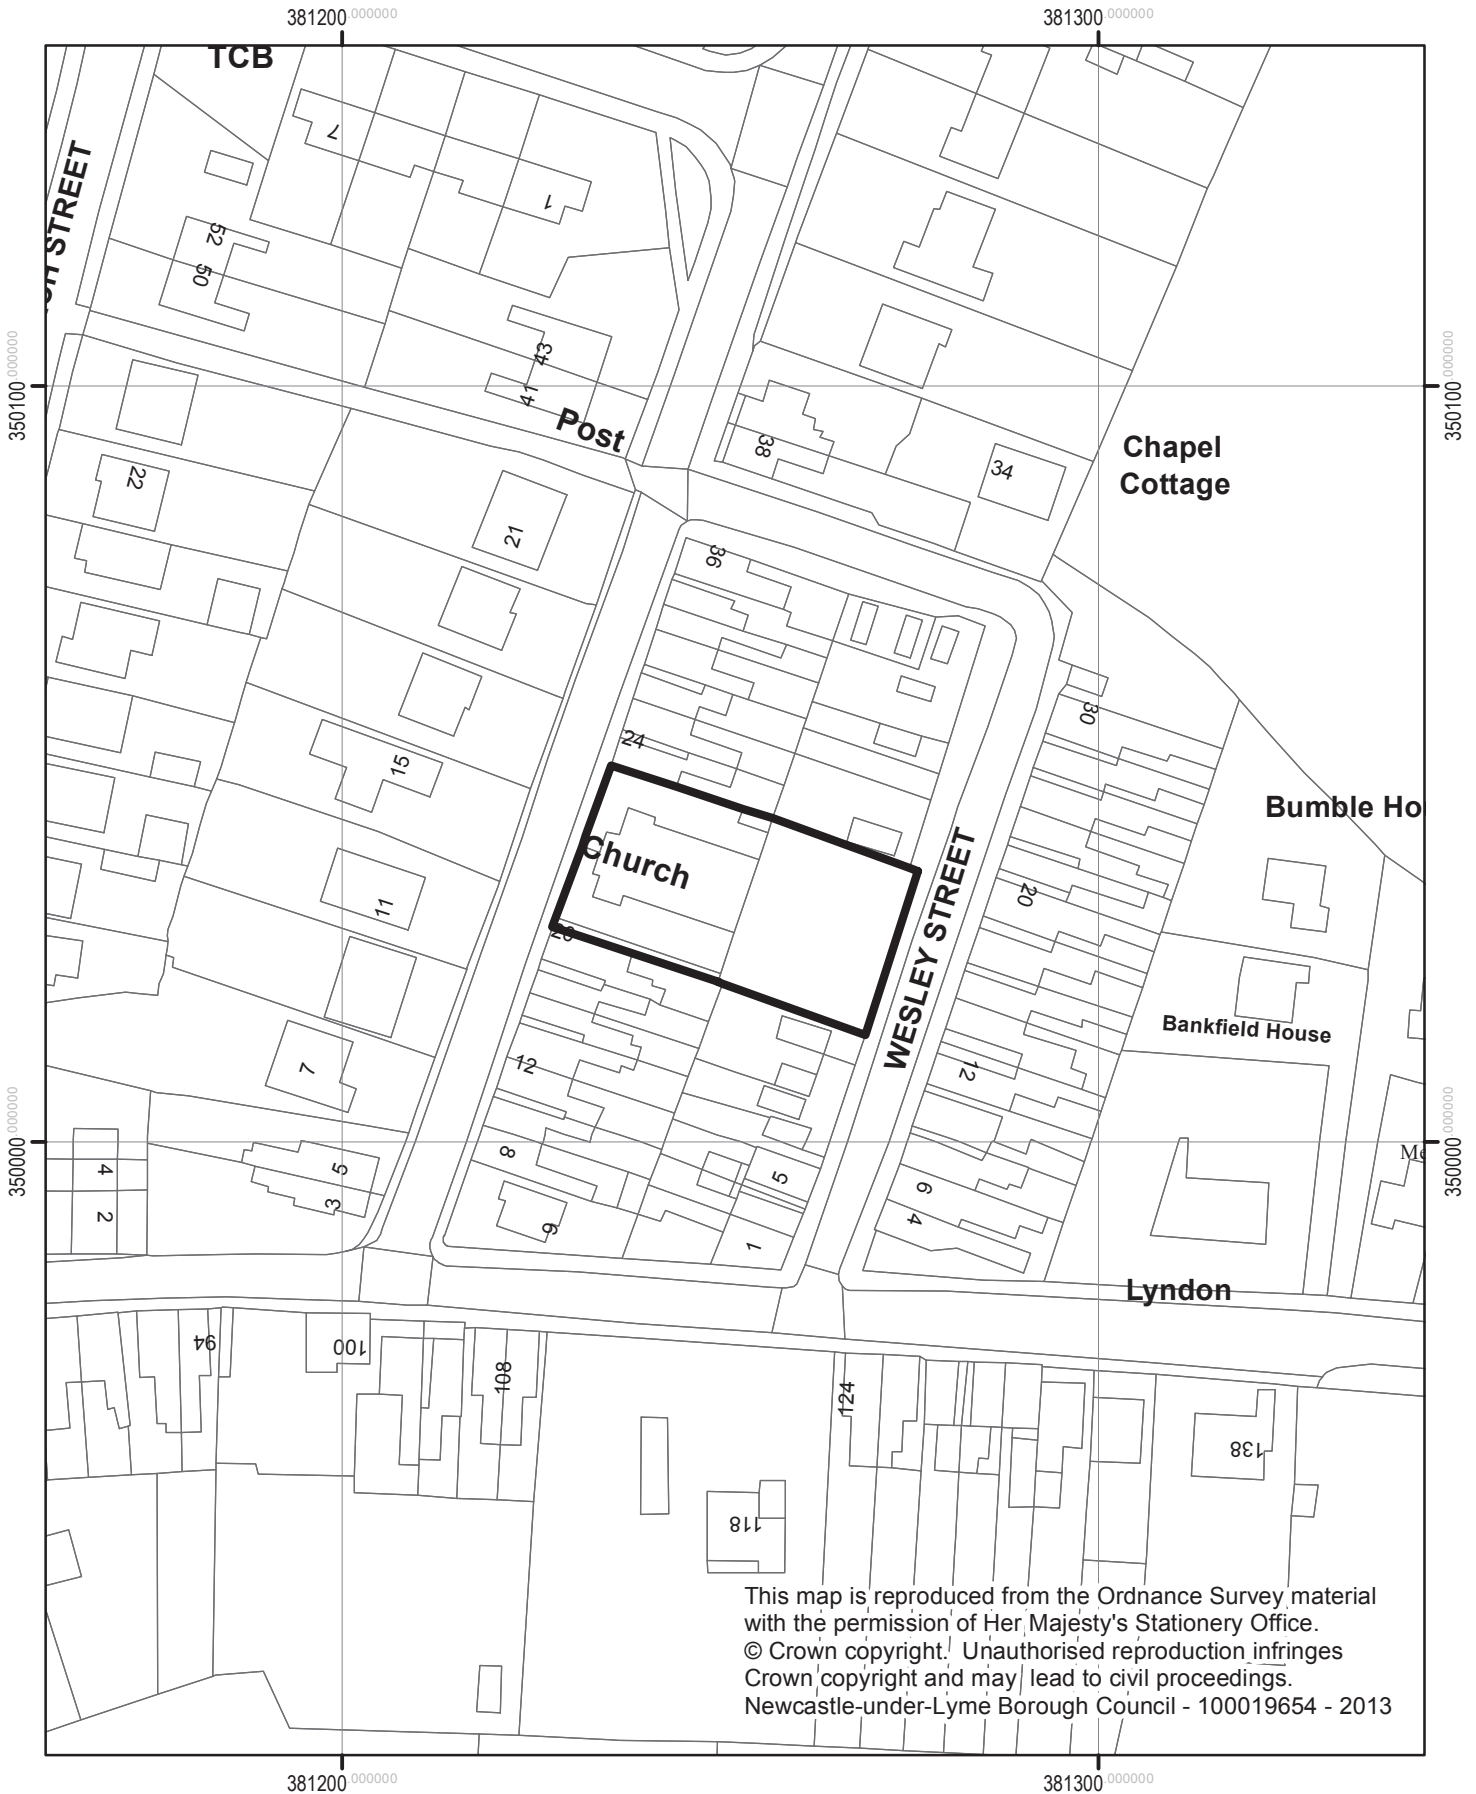 381200.000000
381300.000000
TCB
7
1
STREET
52
50
43
41
350100.000000
350100.000000
Post
38
34
Chapel
Cottage
22
21
36
30
24
15
Bumble Ho
Church
WESLEY STREET
20
11
20
Bankfield House
12
12
7
350000.000000
350000.000000
Me
4
5
8
5
2
3
6
6
4
1
Lyndon
94
100
108
124
138
118
This map is reproduced from the Ordnance Survey material
with the permission of Her Majesty's Stationery Office.
© Crown copyright. Unauthorised reproduction infringes
Crown copyright and may lead to civil proceedings.
Newcastle-under-Lyme Borough Council - 100019654 - 2013
381200.000000
381300.000000